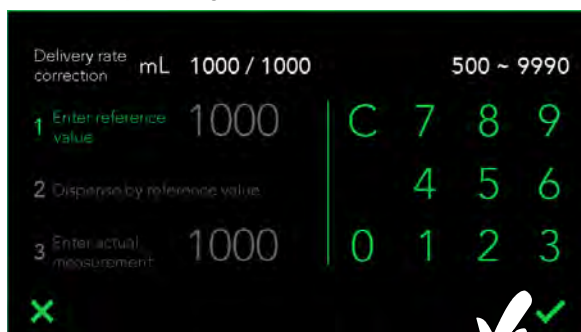 Delivery rate correction mL 1000 / 1000 500 ~ 9990
1 Enter reference value 1000
C 7 8 9
2 Dispense by reference value
4 5 6
3 Enter actual measurement 1000
0 1 2 3